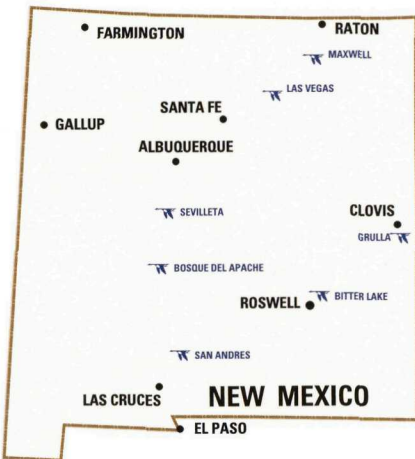 FARMINGTON
RATON
MAXWELL
LAS VEGAS
SANTA FE
GALLUP
ALBUQUERQUE
SEVILLETA
CLOVIS
GRULLA
BOSQUE DEL APACHE
BITTER LAKE
ROSWELL
SAN ANDRES
LAS CRUCES
NEW MEXICO
EL PASO